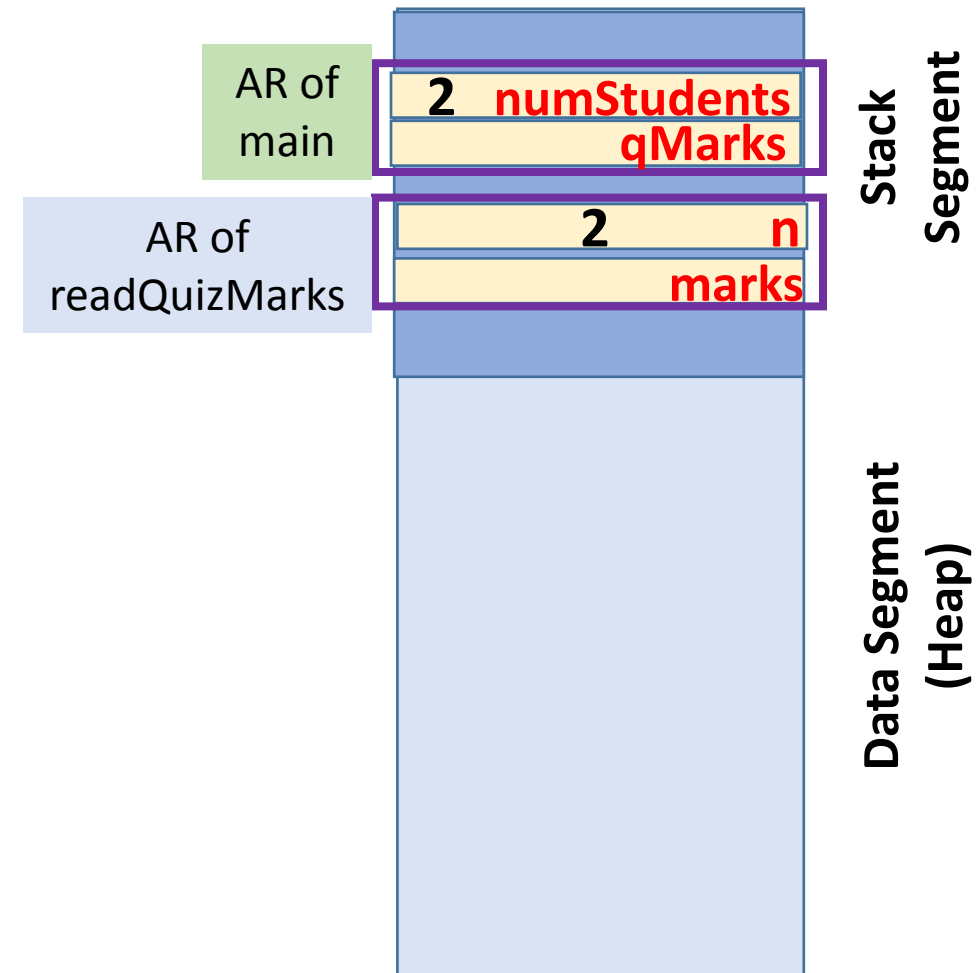 AR of
main
2 numStudents
qMarks
AR of
readQuizMarks
2 n
marks
Stack
Segment
Data Segment
(Heap)